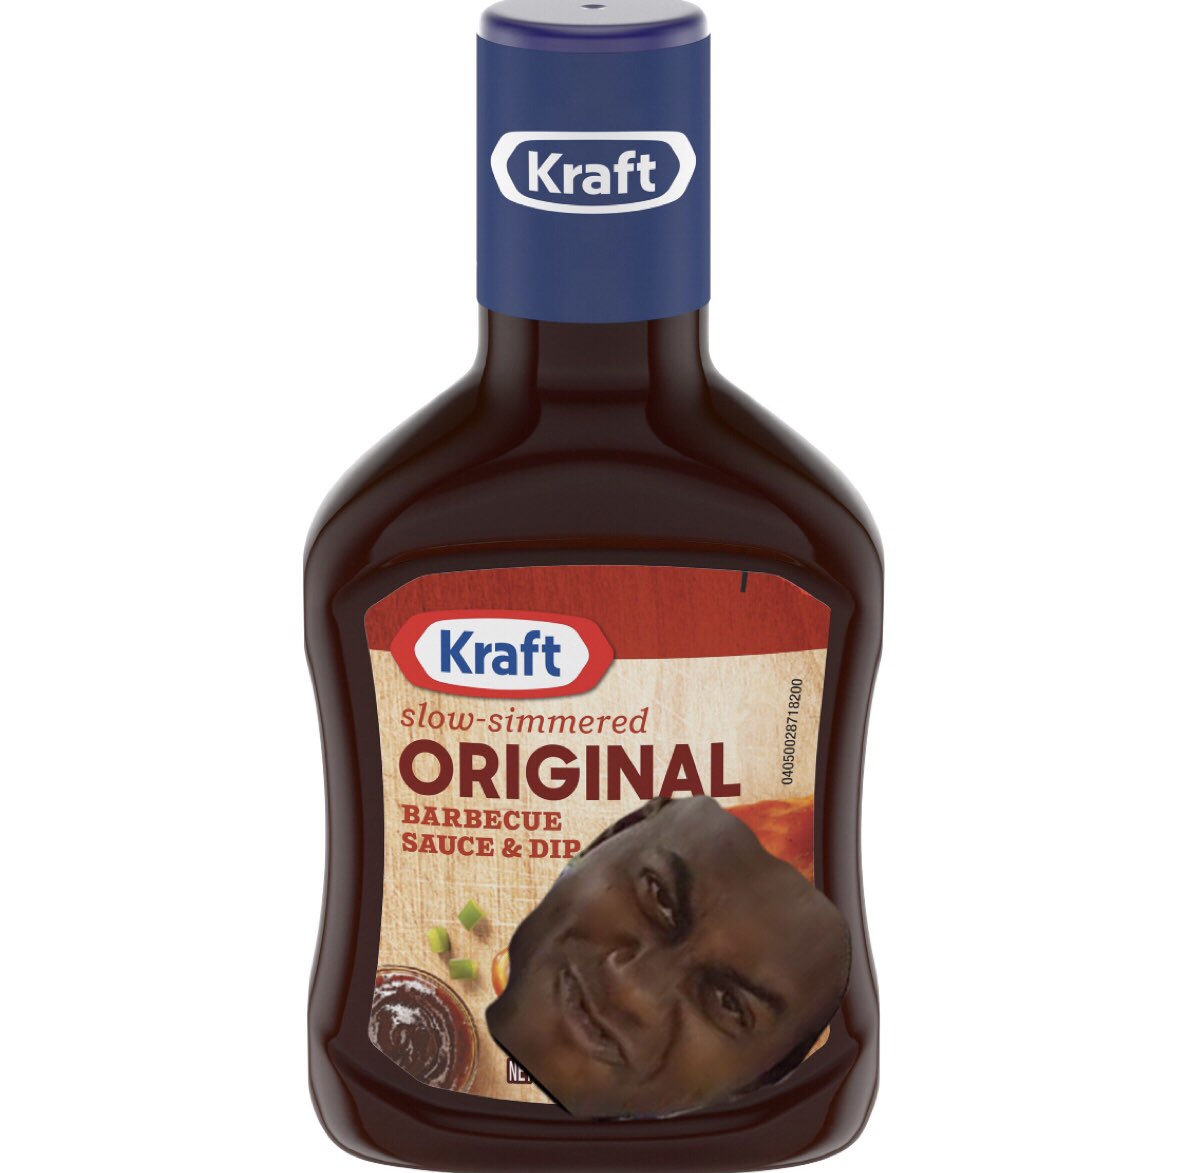 Kraft
Kraft
slow-simmered
ORIGINAL
BARBECUE
SAUCE & DIP
04050028718200